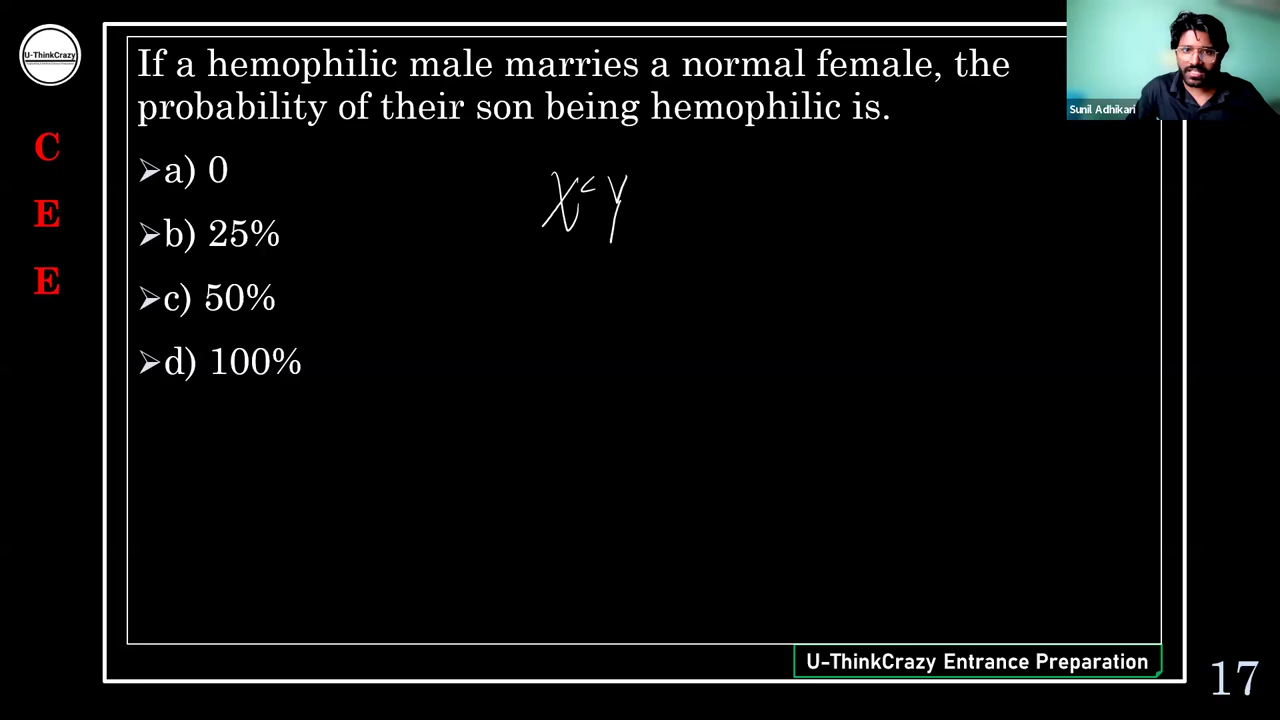 U-ThinkCrazy
If a hemophilic male marries a normal female, the
probability of their son being hemophilic is.
Sunil Adhikari
C
E
E
➢a) 0
➢b) 25%
➢c) 50%
➢d) 100%
XᶜY
U-ThinkCrazy Entrance Preparation
17